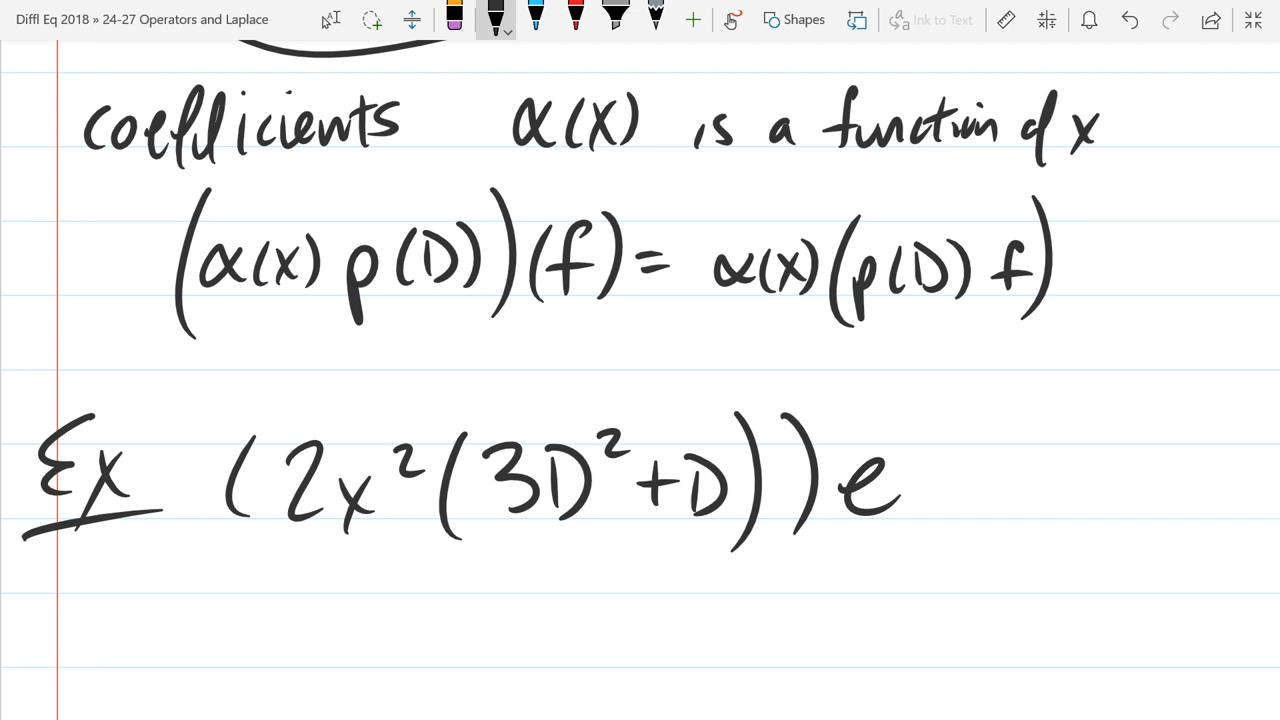 Diffl Eq 2018 » 24-27 Operators and Laplace Shapes Ink to Text
coefficients α(x) is a function of x
(α(x) p(D))(f) = α(x)(p(D) f)
Ex (2x²(3D²+D))e